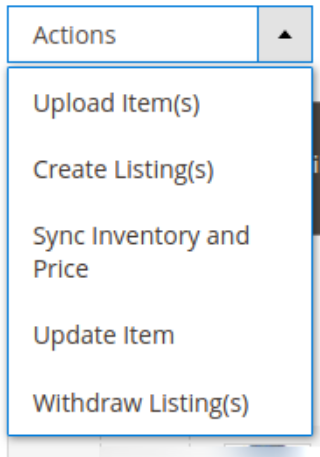 Actions
Upload Item(s)
Create Listing(s)
Sync Inventory and
Price
Update Item
Withdraw Listing(s)